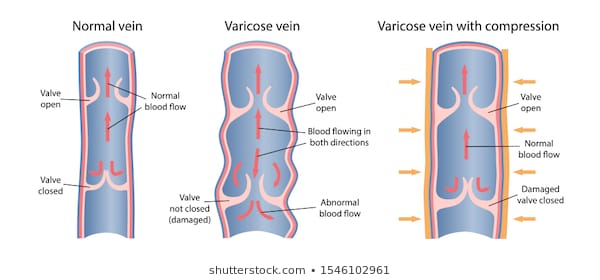 Normal vein
Valve
open
Normal
blood flow
Valve
closed
Varicose vein
Valve
open
Blood flowing in
both directions
Valve
not closed
(damaged)
Abnormal
blood flow
Varicose vein with compression
Valve
open
Normal
blood flow
Damaged
valve closed
shutterstock.com • 1546102961